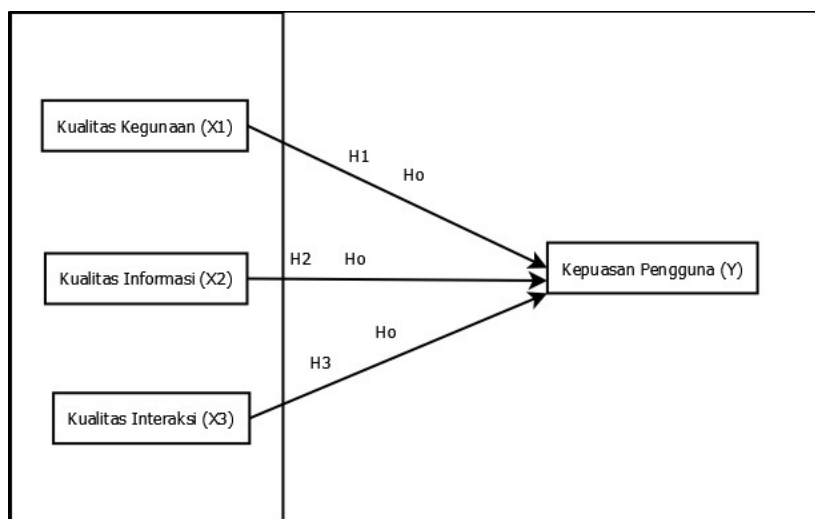 Kualitas Kegunaan (X1)
H1
Ho
Kualitas Informasi (X2)
H2
Ho
Kepuasan Pengguna (Y)
Ho
H3
Kualitas Interaksi (X3)